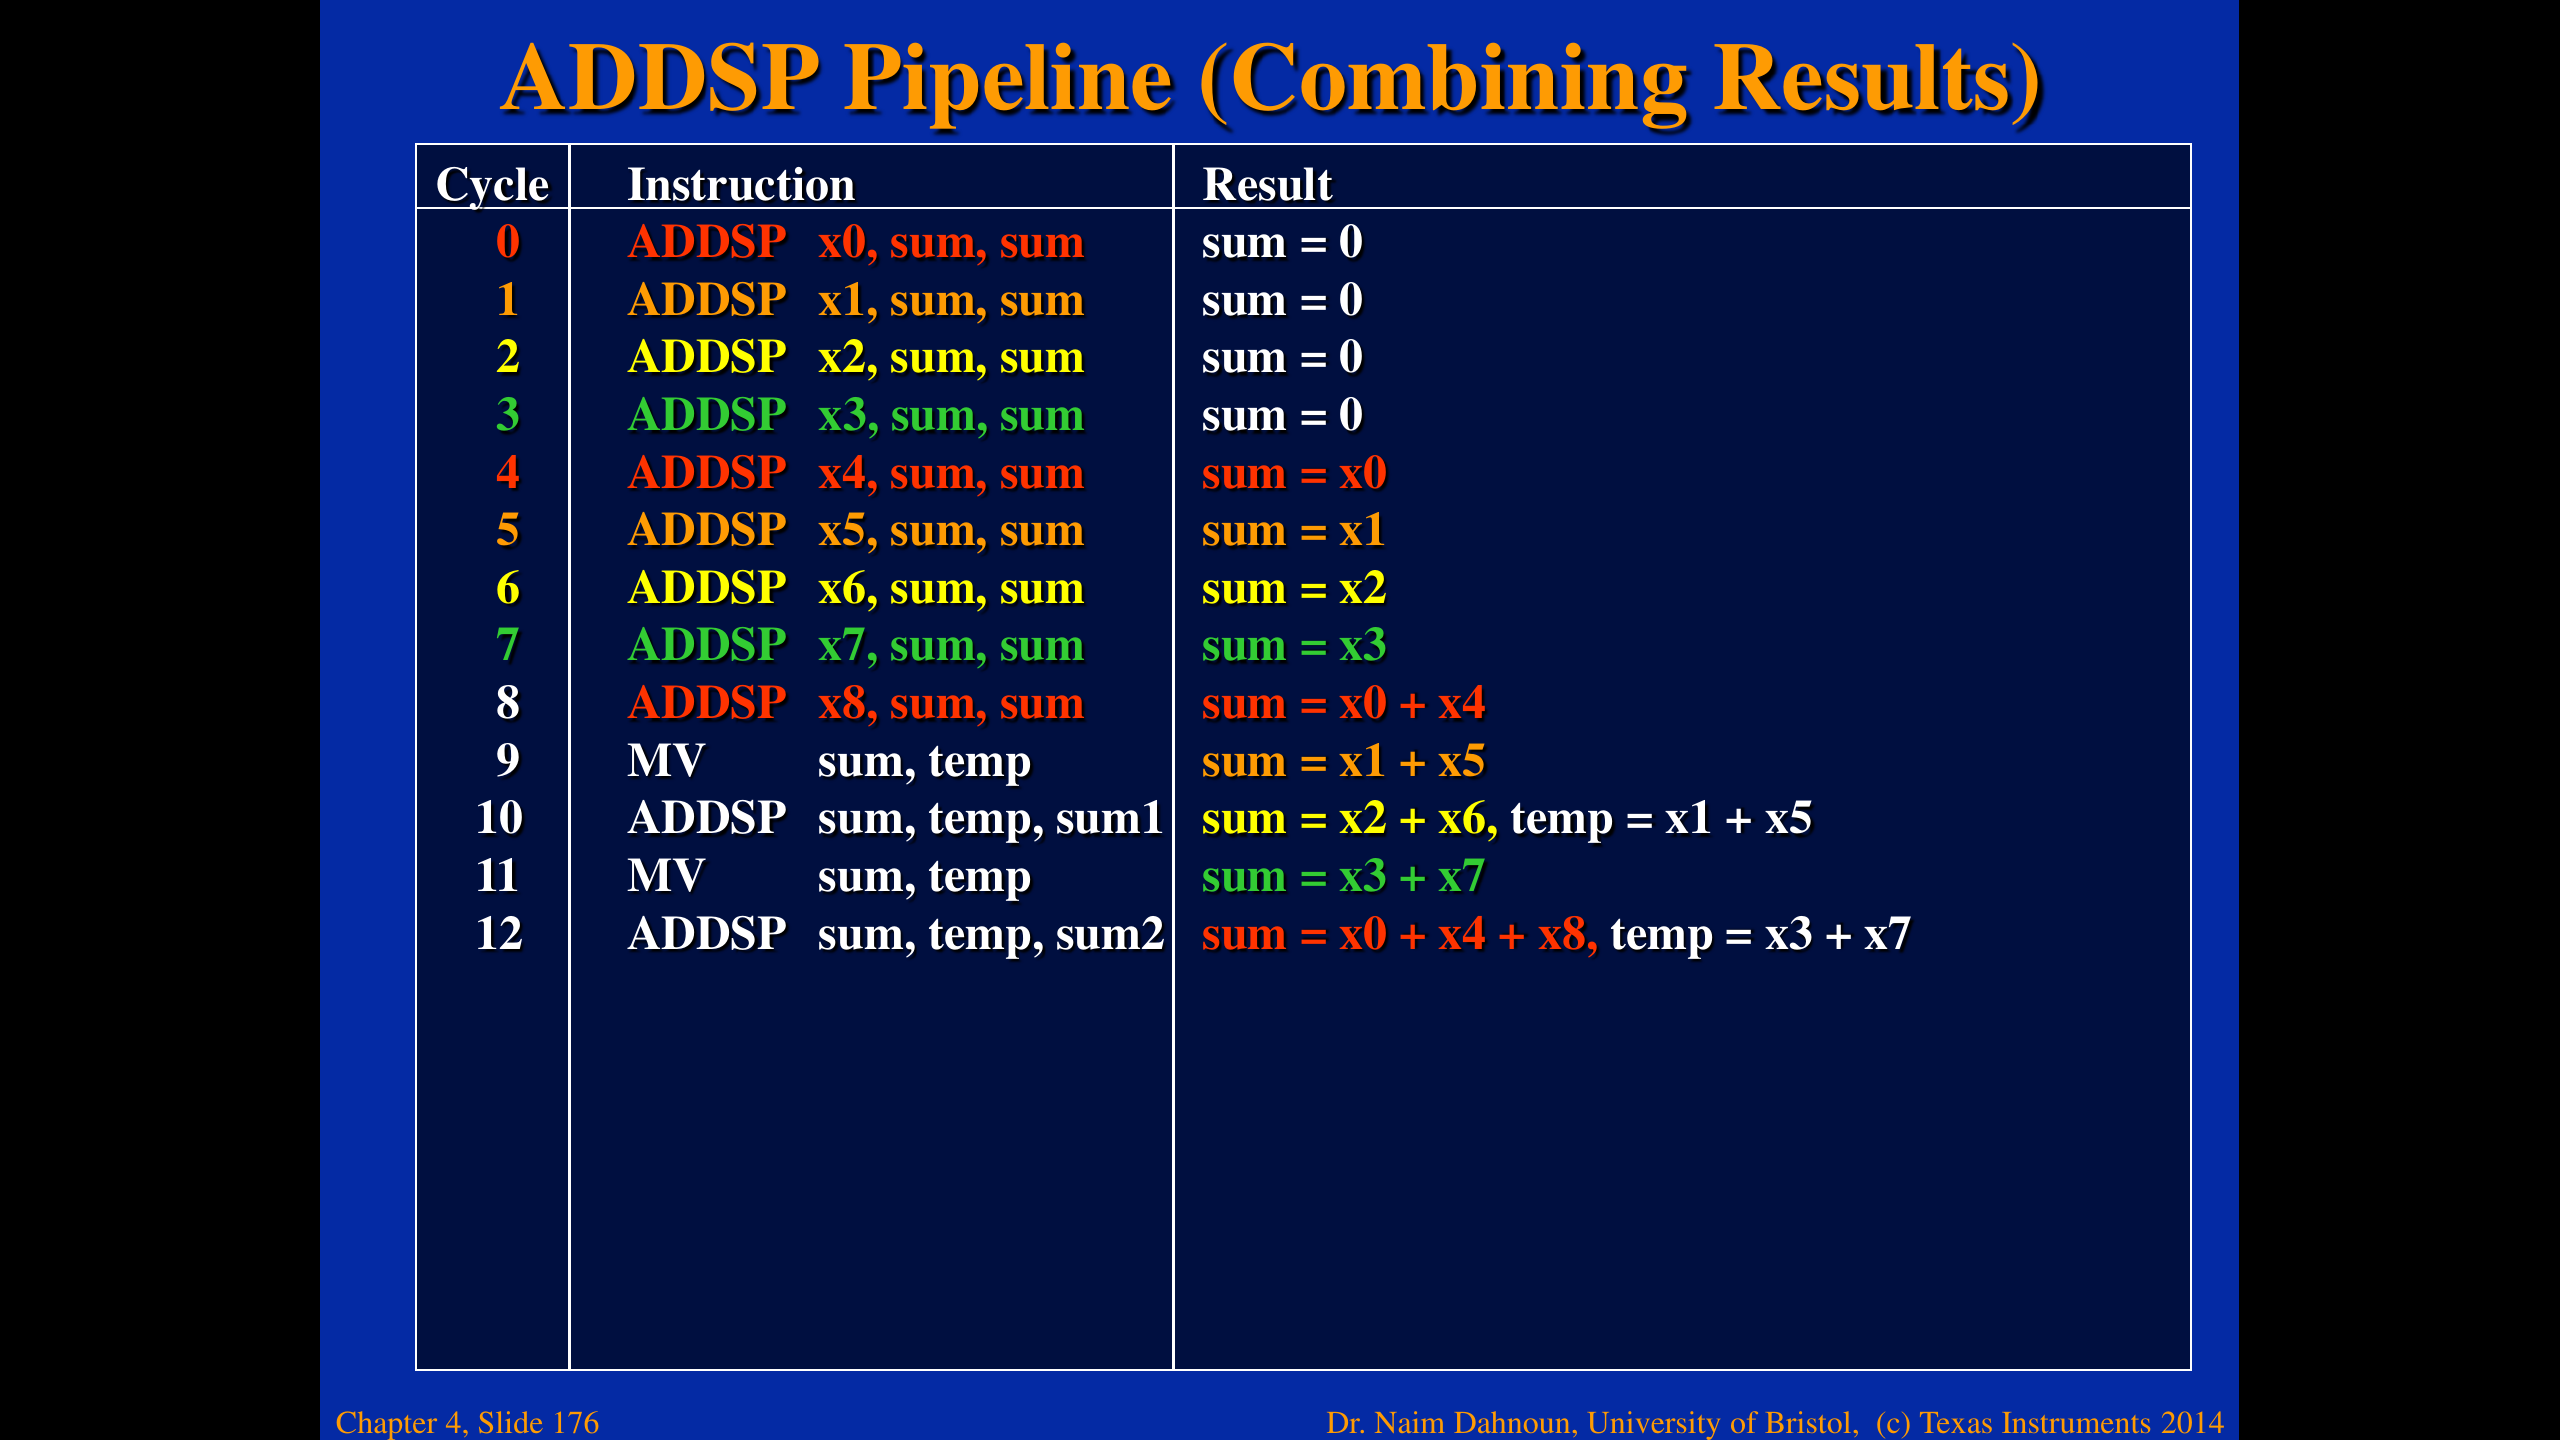 ADDSP Pipeline (Combining Results)
Cycle Instruction Result
0 ADDSP x0, sum, sum sum = 0
1 ADDSP x1, sum, sum sum = 0
2 ADDSP x2, sum, sum sum = 0
3 ADDSP x3, sum, sum sum = 0
4 ADDSP x4, sum, sum sum = x0
5 ADDSP x5, sum, sum sum = x1
6 ADDSP x6, sum, sum sum = x2
7 ADDSP x7, sum, sum sum = x3
8 ADDSP x8, sum, sum sum = x0 + x4
9 MV sum, temp sum = x1 + x5
10 ADDSP sum, temp, sum1 sum = x2 + x6, temp = x1 + x5
11 MV sum, temp sum = x3 + x7
12 ADDSP sum, temp, sum2 sum = x0 + x4 + x8, temp = x3 + x7
Chapter 4, Slide 176 Dr. Naim Dahnoun, University of Bristol, (c) Texas Instruments 2014